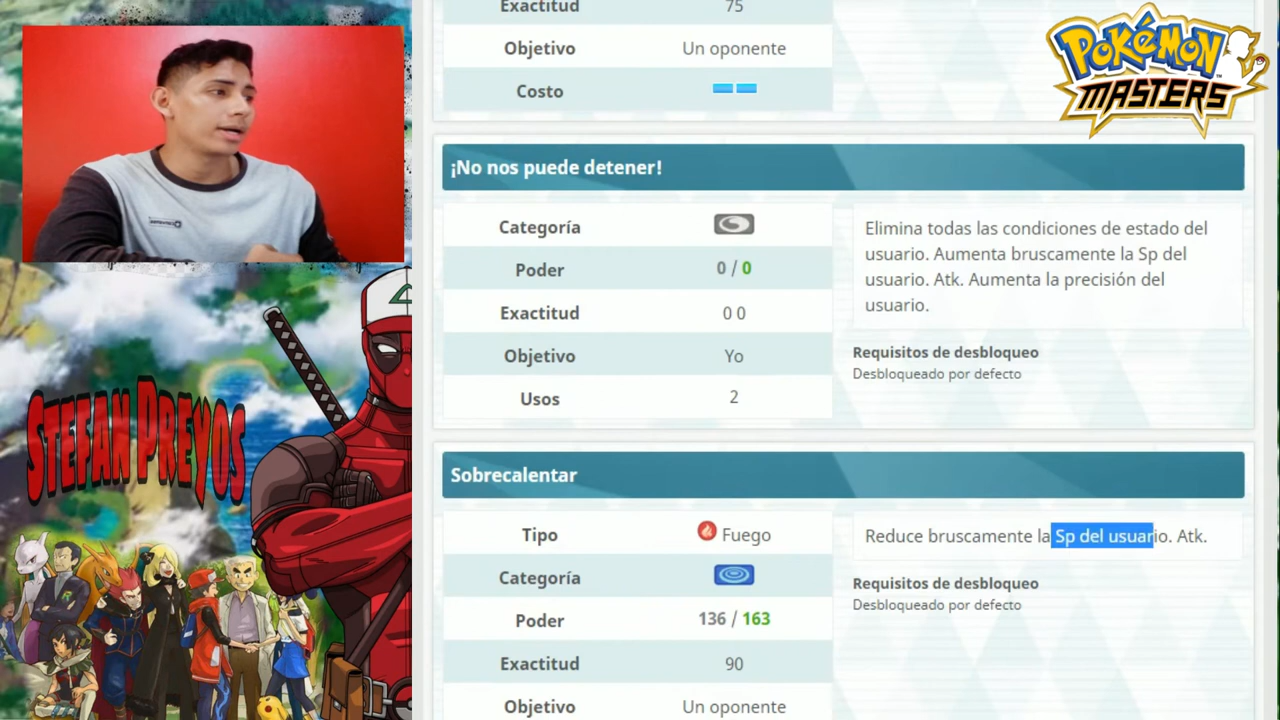 Exactitud 75
Objetivo Un oponente
Costo
POKÉMON
MASTERS
¡No nos puede detener!
Categoría
Poder 0 / 0
Exactitud 0 0
Objetivo Yo
Usos 2
Elimina todas las condiciones de estado del
usuario. Aumenta bruscamente la Sp del
usuario. Atk. Aumenta la precisión del
usuario.
Requisitos de desbloqueo
Desbloqueado por defecto
STEFAN PREYOS
Sobrecalentar
Tipo Fuego
Categoría
Poder 136 / 163
Exactitud 90
Objetivo Un oponente
Reduce bruscamente la Sp del usuario. Atk.
Requisitos de desbloqueo
Desbloqueado por defecto